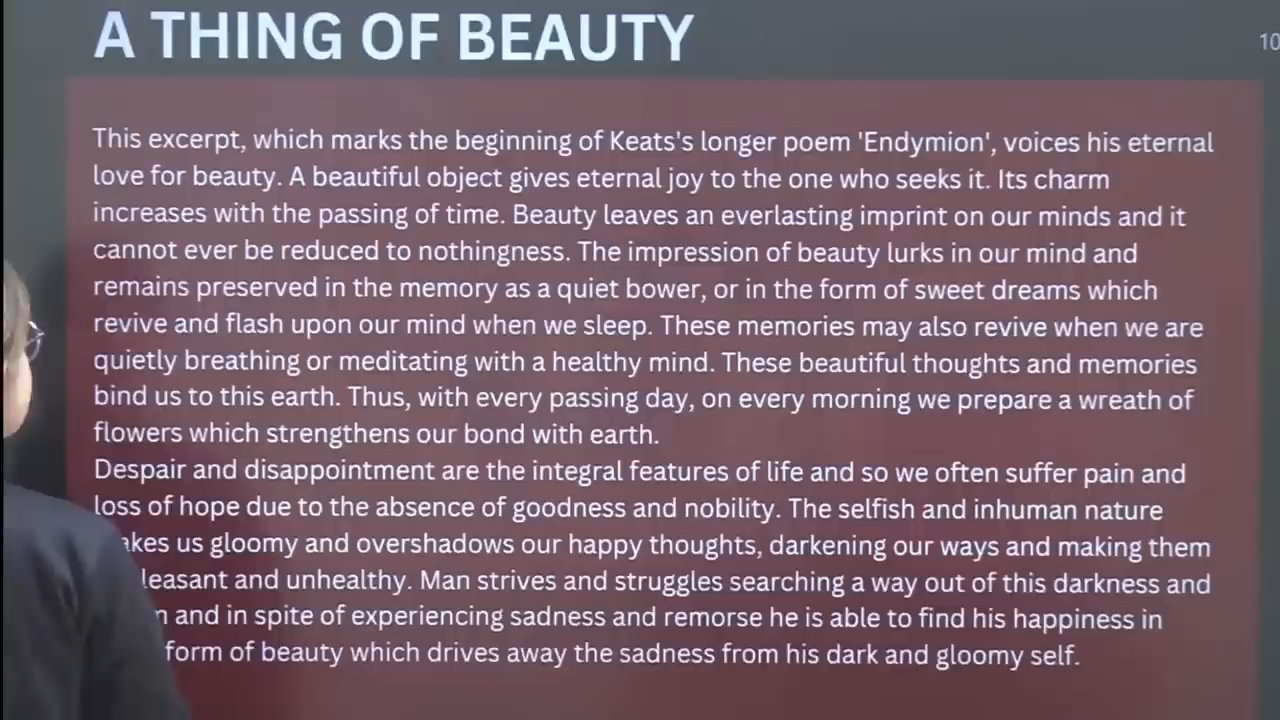 A THING OF BEAUTY
10
This excerpt, which marks the beginning of Keats's longer poem 'Endymion', voices his eternal
love for beauty. A beautiful object gives eternal joy to the one who seeks it. Its charm
increases with the passing of time. Beauty leaves an everlasting imprint on our minds and it
cannot ever be reduced to nothingness. The impression of beauty lurks in our mind and
remains preserved in the memory as a quiet bower, or in the form of sweet dreams which
revive and flash upon our mind when we sleep. These memories may also revive when we are
quietly breathing or meditating with a healthy mind. These beautiful thoughts and memories
bind us to this earth. Thus, with every passing day, on every morning we prepare a wreath of
flowers which strengthens our bond with earth.
Despair and disappointment are the integral features of life and so we often suffer pain and
loss of hope due to the absence of goodness and nobility. The selfish and inhuman nature
akes us gloomy and overshadows our happy thoughts, darkening our ways and making them
leasant and unhealthy. Man strives and struggles searching a way out of this darkness and
and in spite of experiencing sadness and remorse he is able to find his happiness in
form of beauty which drives away the sadness from his dark and gloomy self.